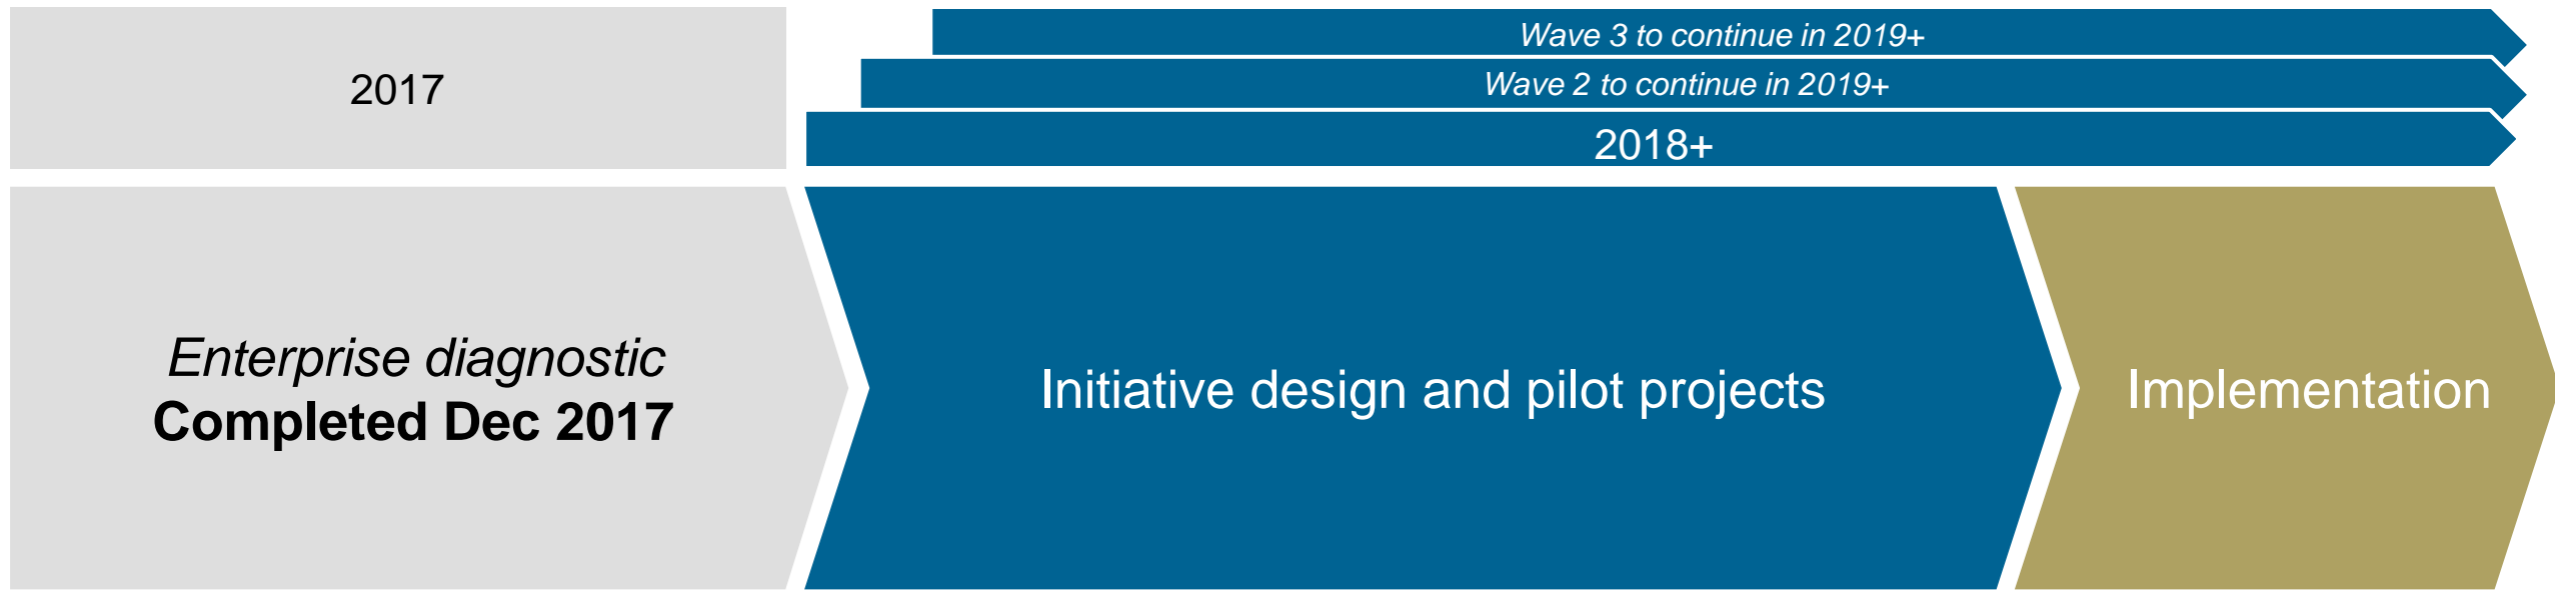 2017
Wave 3 to continue in 2019+
Wave 2 to continue in 2019+
2018+
Enterprise diagnostic
Completed Dec 2017
Initiative design and pilot projects
Implementation